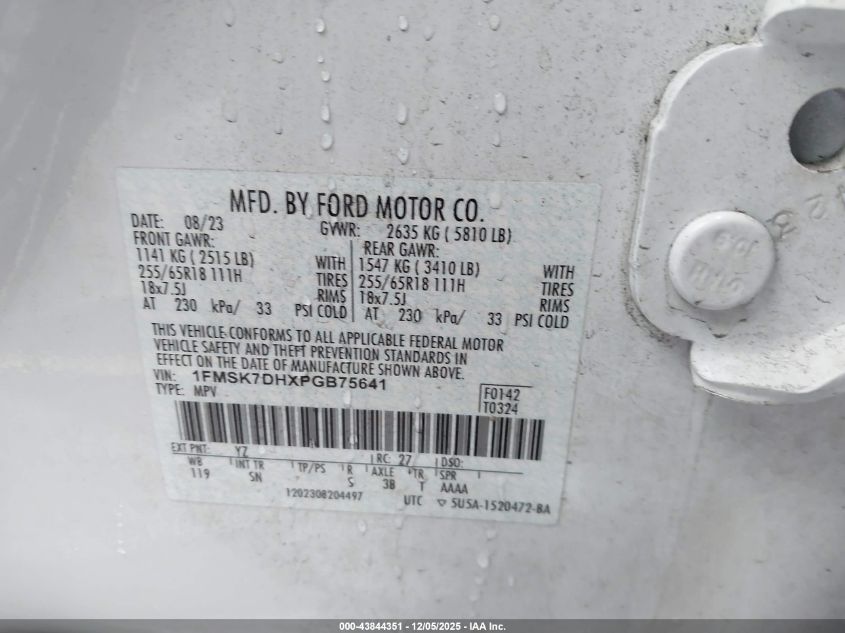 MFD. BY FORD MOTOR CO.
DATE: 08/23 GVWR: 2635 KG ( 5810 LB)
FRONT GAWR: REAR GAWR:
1141 KG ( 2515 LB) WITH 1547 KG ( 3410 LB) WITH
255/65R18 111H TIRES 255/65R18 111H TIRES
18x7.5J RIMS 18x7.5J RIMS
AT 230 kPa/ 33 PSI COLD AT 230 kPa/ 33 PSI COLD
THIS VEHICLE CONFORMS TO ALL APPLICABLE FEDERAL MOTOR
VEHICLE SAFETY AND THEFT PREVENTION STANDARDS IN
EFFECT ON THE DATE OF MANUFACTURE SHOWN ABOVE.
VIN: 1FMSK7DHXPGB75641
TYPE: MPV
F0142
T0324
EXT PNT: YZ RC: 27 DSO:
WB INT TR TP/PS R AXLE TR SPR
119 SN S 3B T AAAA
1202308204497 UTC ▽ 5U5A-1520472-BA
000-43844351 - 12/05/2025 - IAA Inc.